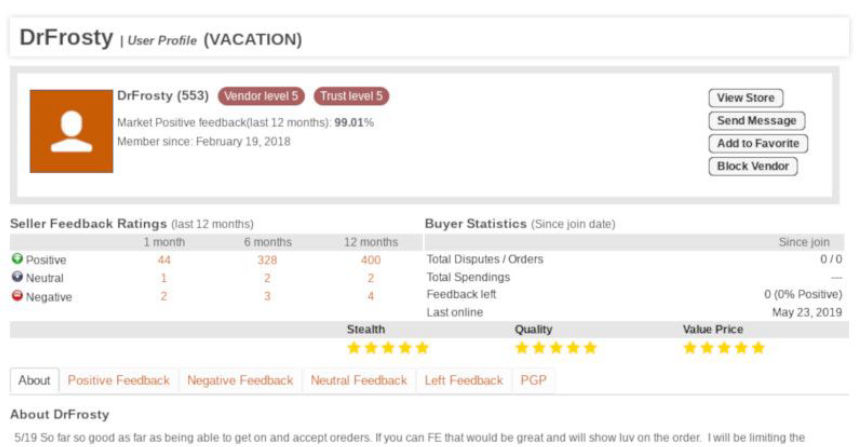 DrFrosty | User Profile (VACATION)
DrFrosty (553) Vendor level 5 Trust level 5
Market Positive feedback(last 12 months): 99.01%
Member since: February 19, 2018
View Store
Send Message
Add to Favorite
Block Vendor
Seller Feedback Ratings (last 12 months)
1 month 6 months 12 months
Positive 44 328 400
Neutral 1 2 2
Negative 2 3 4
Buyer Statistics (Since join date)
Since join
Total Disputes / Orders 0 / 0
Total Spendings ---
Feedback left 0 (0% Positive)
Last online May 23, 2019
Stealth Quality Value Price
About Positive Feedback Negative Feedback Neutral Feedback Left Feedback PGP
About DrFrosty
5/19 So far so good as far as being able to get on and accept oreders. If you can FE that would be great and will show luv on the order. I will be limiting the